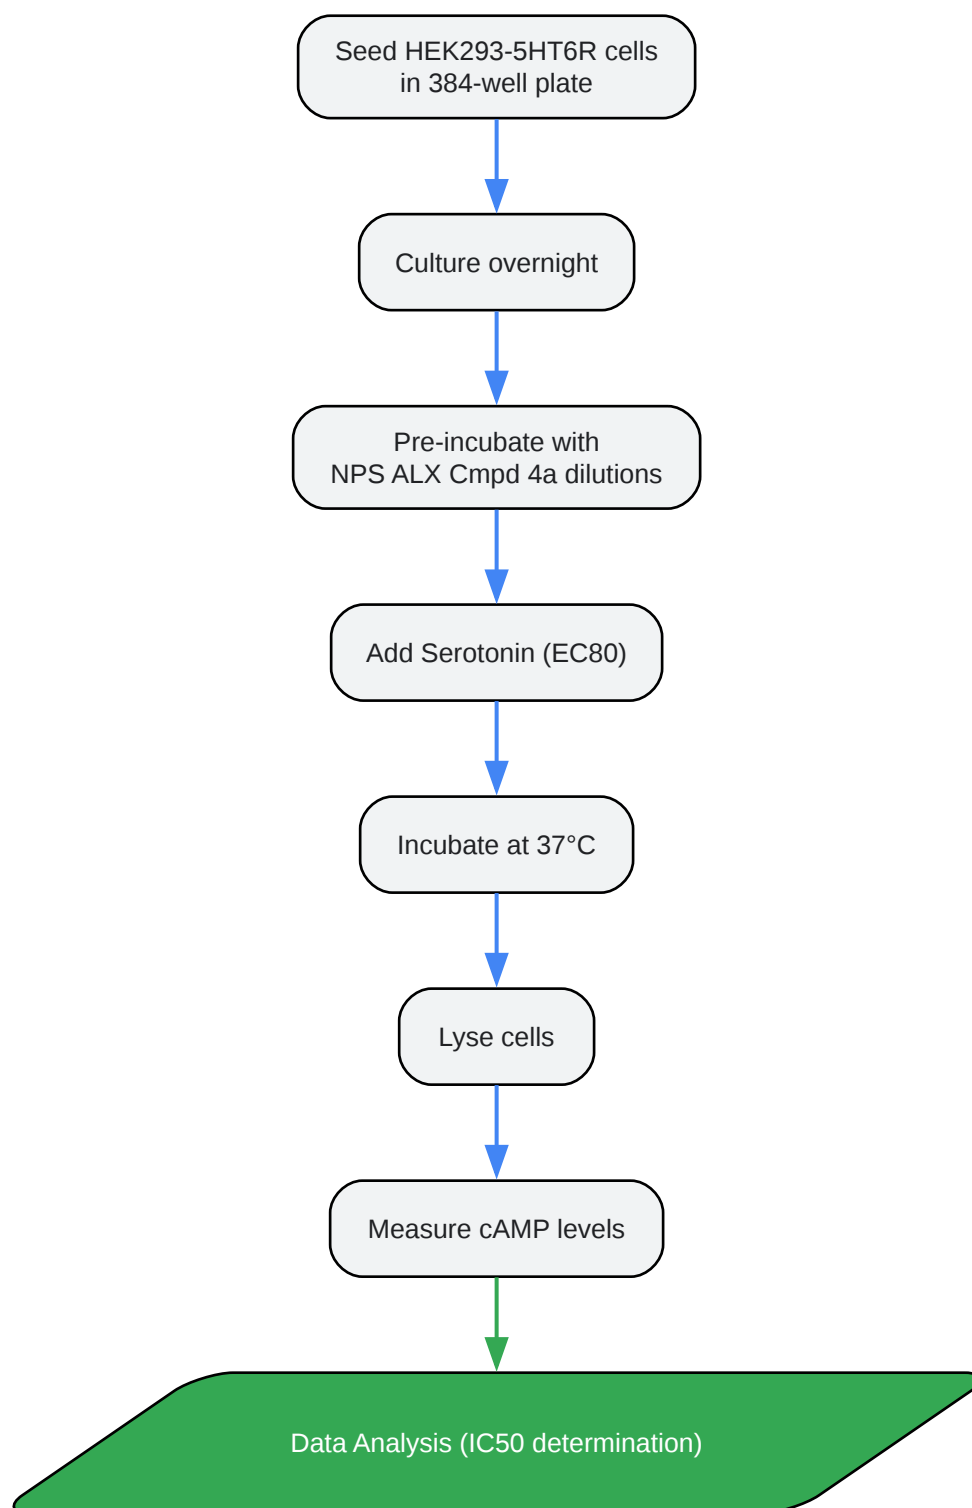 Seed HEK293-5HT6R cells
in 384-well plate
Culture overnight
Pre-incubate with
NPS ALX Cmpd 4a dilutions
Add Serotonin (EC80)
Incubate at 37°C
Lyse cells
Measure cAMP levels
Data Analysis (IC50 determination)